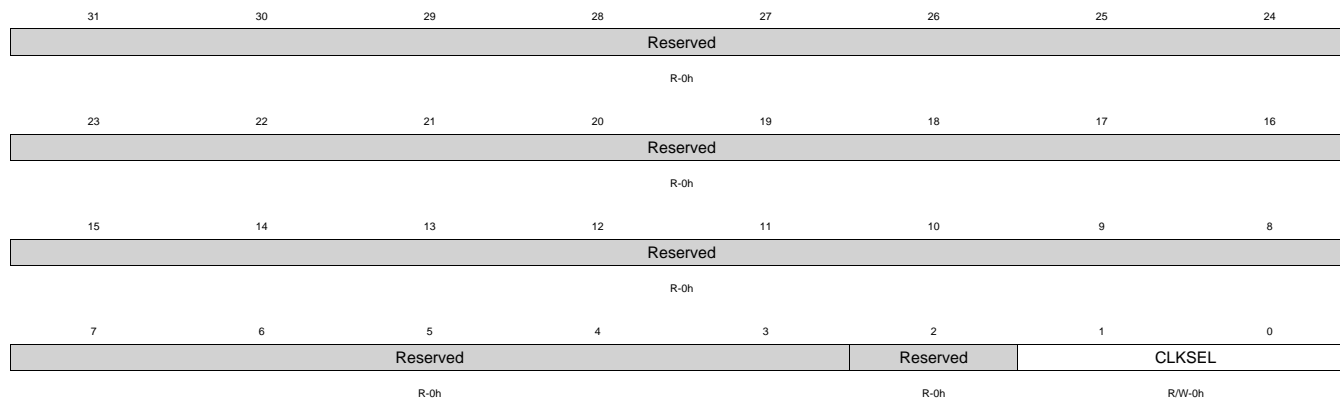 31 30 29 28 27 26 25 24
Reserved
R-0h
23 22 21 20 19 18 17 16
Reserved
R-0h
15 14 13 12 11 10 9 8
Reserved
R-0h
7 6 5 4 3 2 1 0
Reserved Reserved CLKSEL
R-0h R-0h R/W-0h